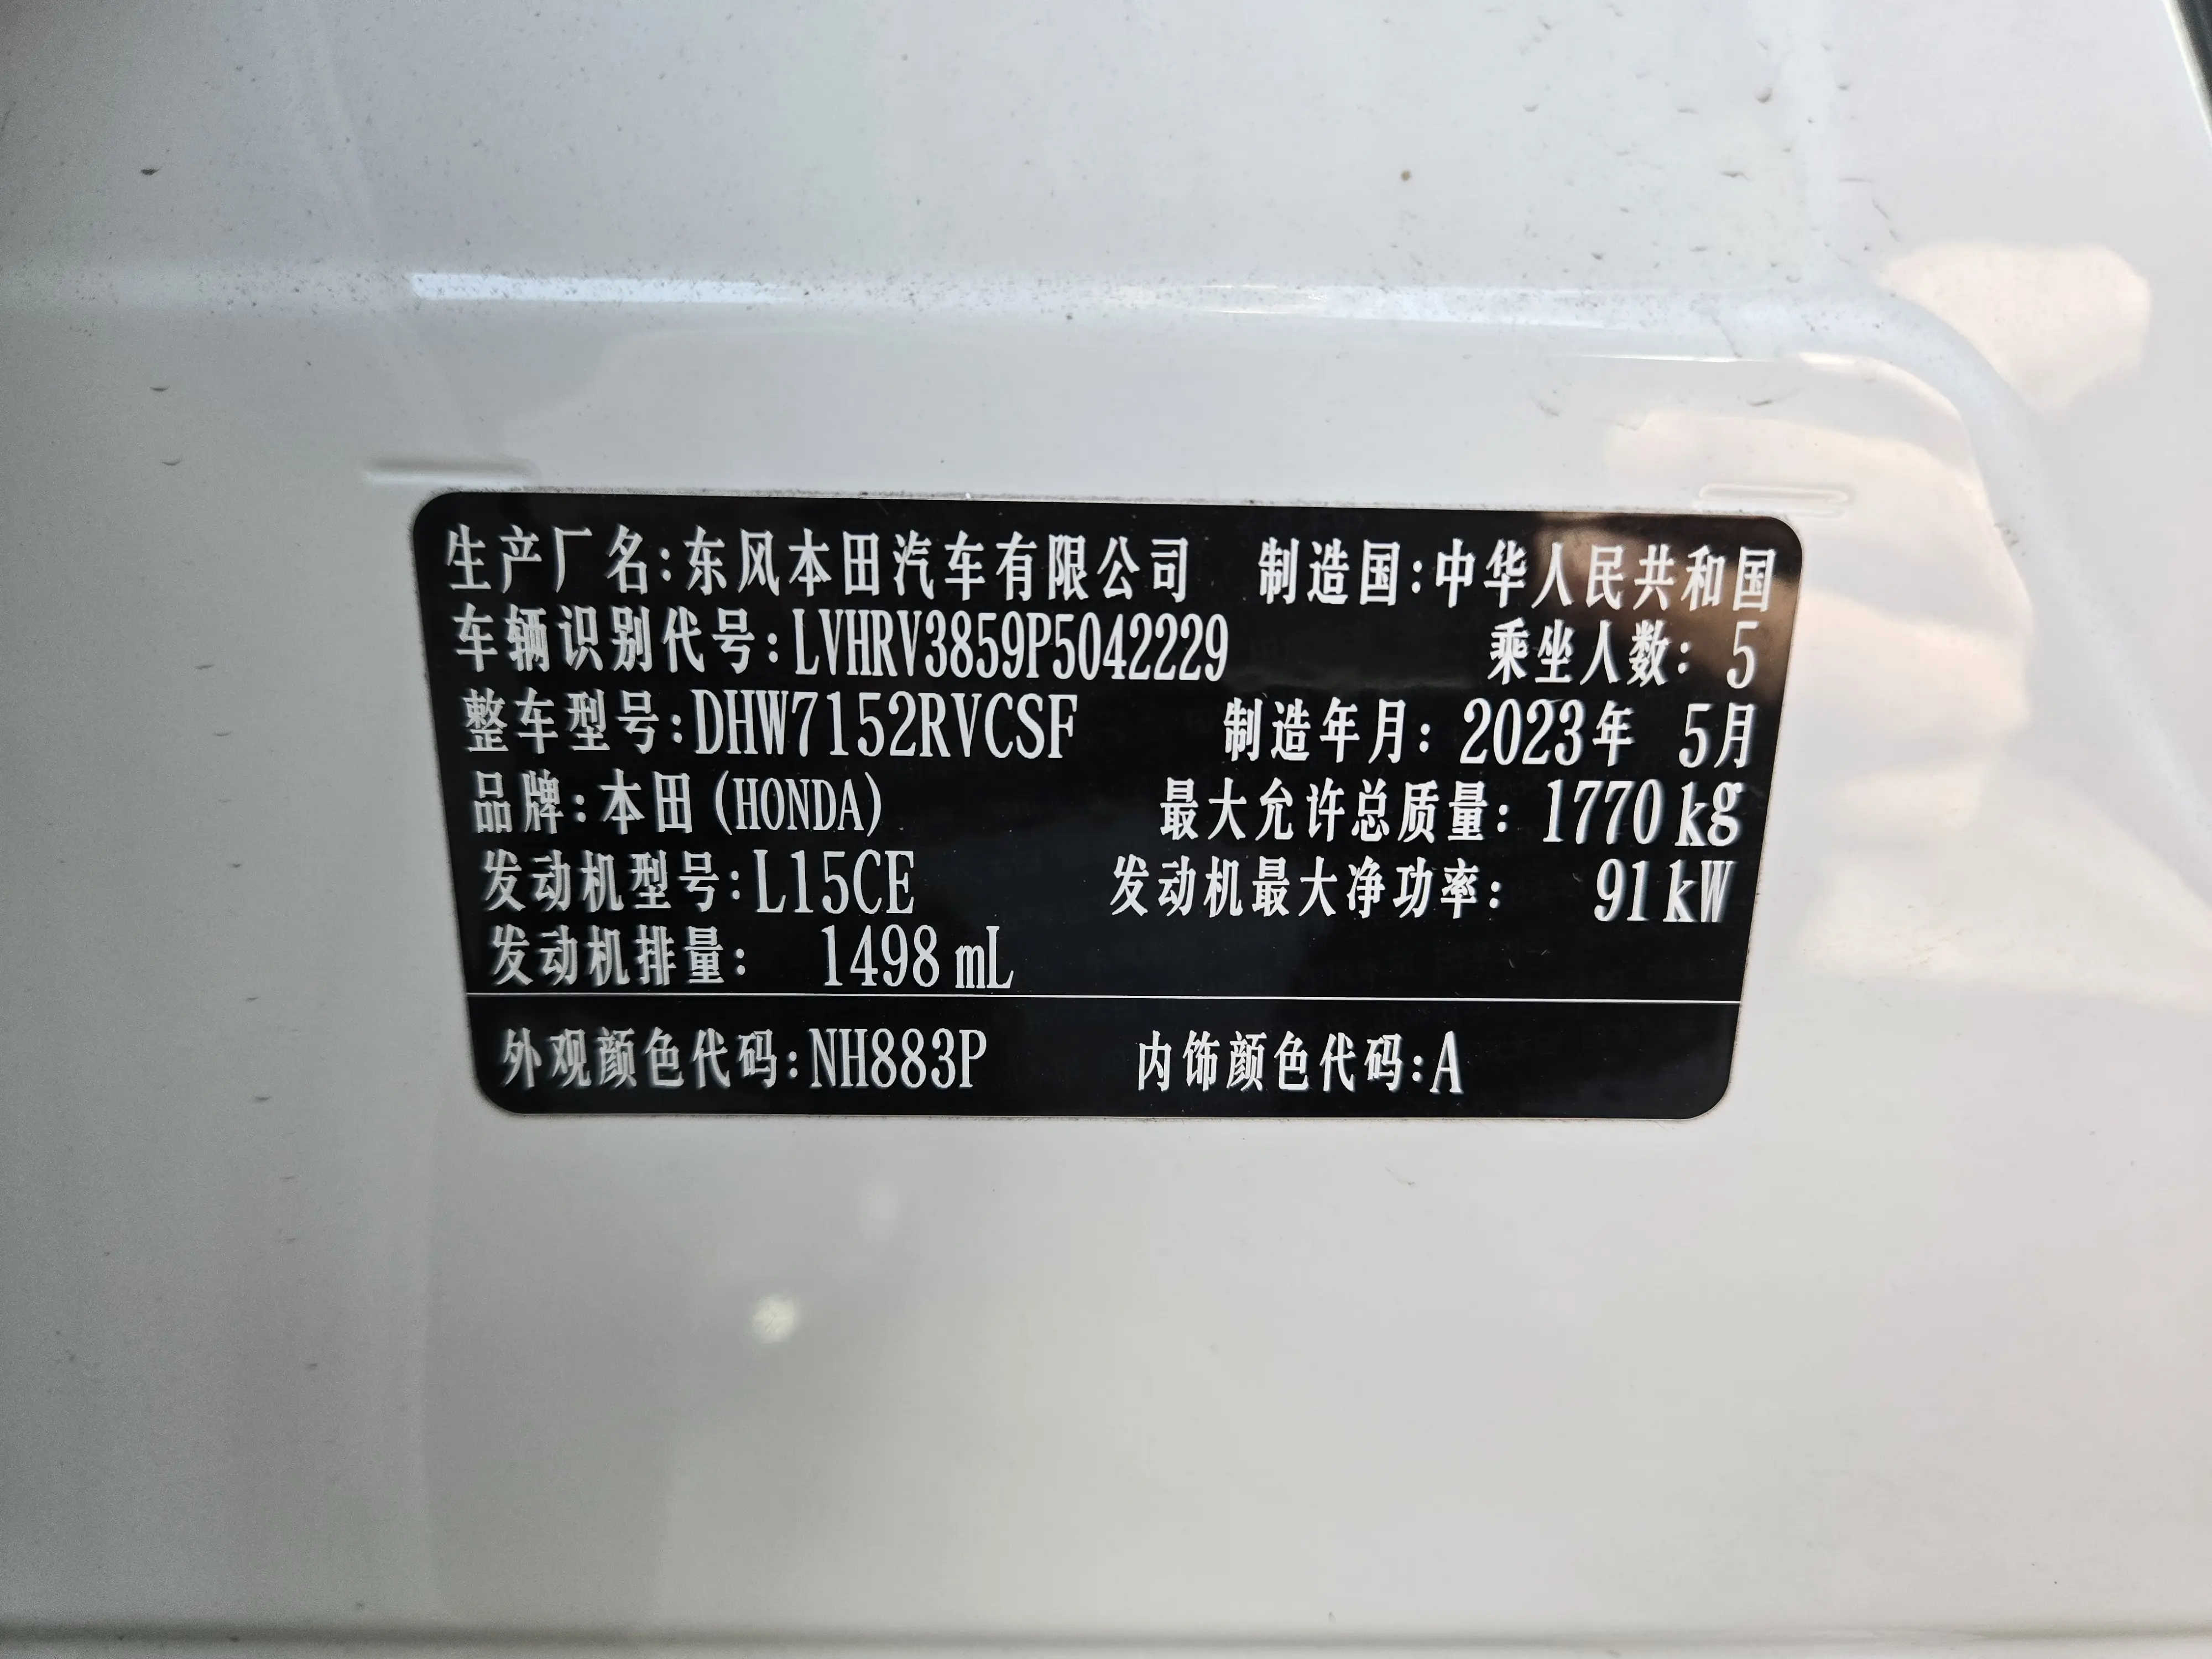 生产厂名:东风本田汽车有限公司 制造国:中华人民共和国
车辆识别代号:LVHRV3859P5042229 乘坐人数: 5
整车型号:DHW7152RVCSF 制造年月: 2023年 5月
品牌:本田(HONDA) 最大允许总质量: 1770 kg
发动机型号:L15CE 发动机最大净功率: 91 kW
发动机排量: 1498 mL
外观颜色代码:NH883P 内饰颜色代码:A